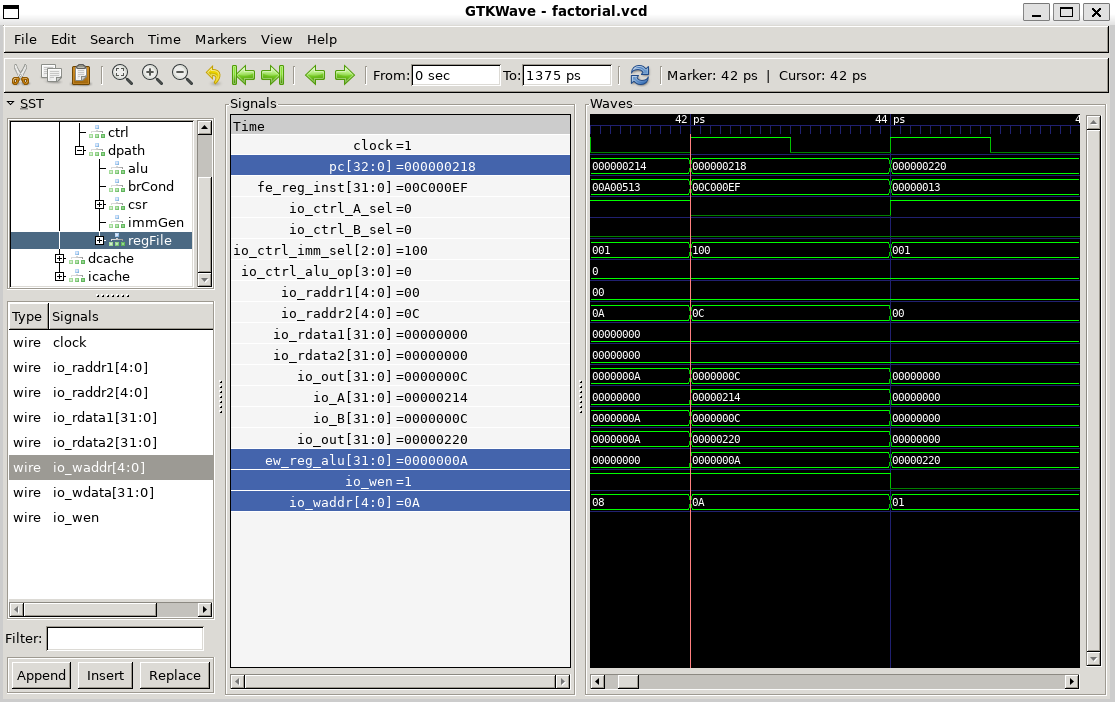 GTKWave - factorial.vcd
File Edit Search Time Markers View Help
From: 0 sec To: 1375 ps Marker: 42 ps | Cursor: 42 ps
SST
ctrl
dpath
alu
brCond
csr
immGen
regFile
dcache
icache
Type Signals
wire clock
wire io_raddr1[4:0]
wire io_raddr2[4:0]
wire io_rdata1[31:0]
wire io_rdata2[31:0]
wire io_waddr[4:0]
wire io_wdata[31:0]
wire io_wen
Filter:
Append Insert Replace
Signals
Time
clock=1
pc[32:0]=000000218
fe_reg_inst[31:0]=00C000EF
io_ctrl_A_sel=0
io_ctrl_B_sel=0
io_ctrl_imm_sel[2:0]=100
io_ctrl_alu_op[3:0]=0
io_raddr1[4:0]=00
io_raddr2[4:0]=0C
io_rdata1[31:0]=00000000
io_rdata2[31:0]=00000000
io_out[31:0]=0000000C
io_A[31:0]=00000214
io_B[31:0]=0000000C
io_out[31:0]=00000220
ew_reg_alu[31:0]=0000000A
io_wen=1
io_waddr[4:0]=0A
Waves
42 ps 44 ps 4
000000214 000000218 000000220
00A00513 00C000EF 00000013
001 100 001
0
00
0A 0C 00
00000000
00000000
0000000A 0000000C 00000000
00000000 00000214 00000000
0000000A 0000000C 00000000
0000000A 00000220 00000000
00000000 0000000A 00000220
08 0A 01